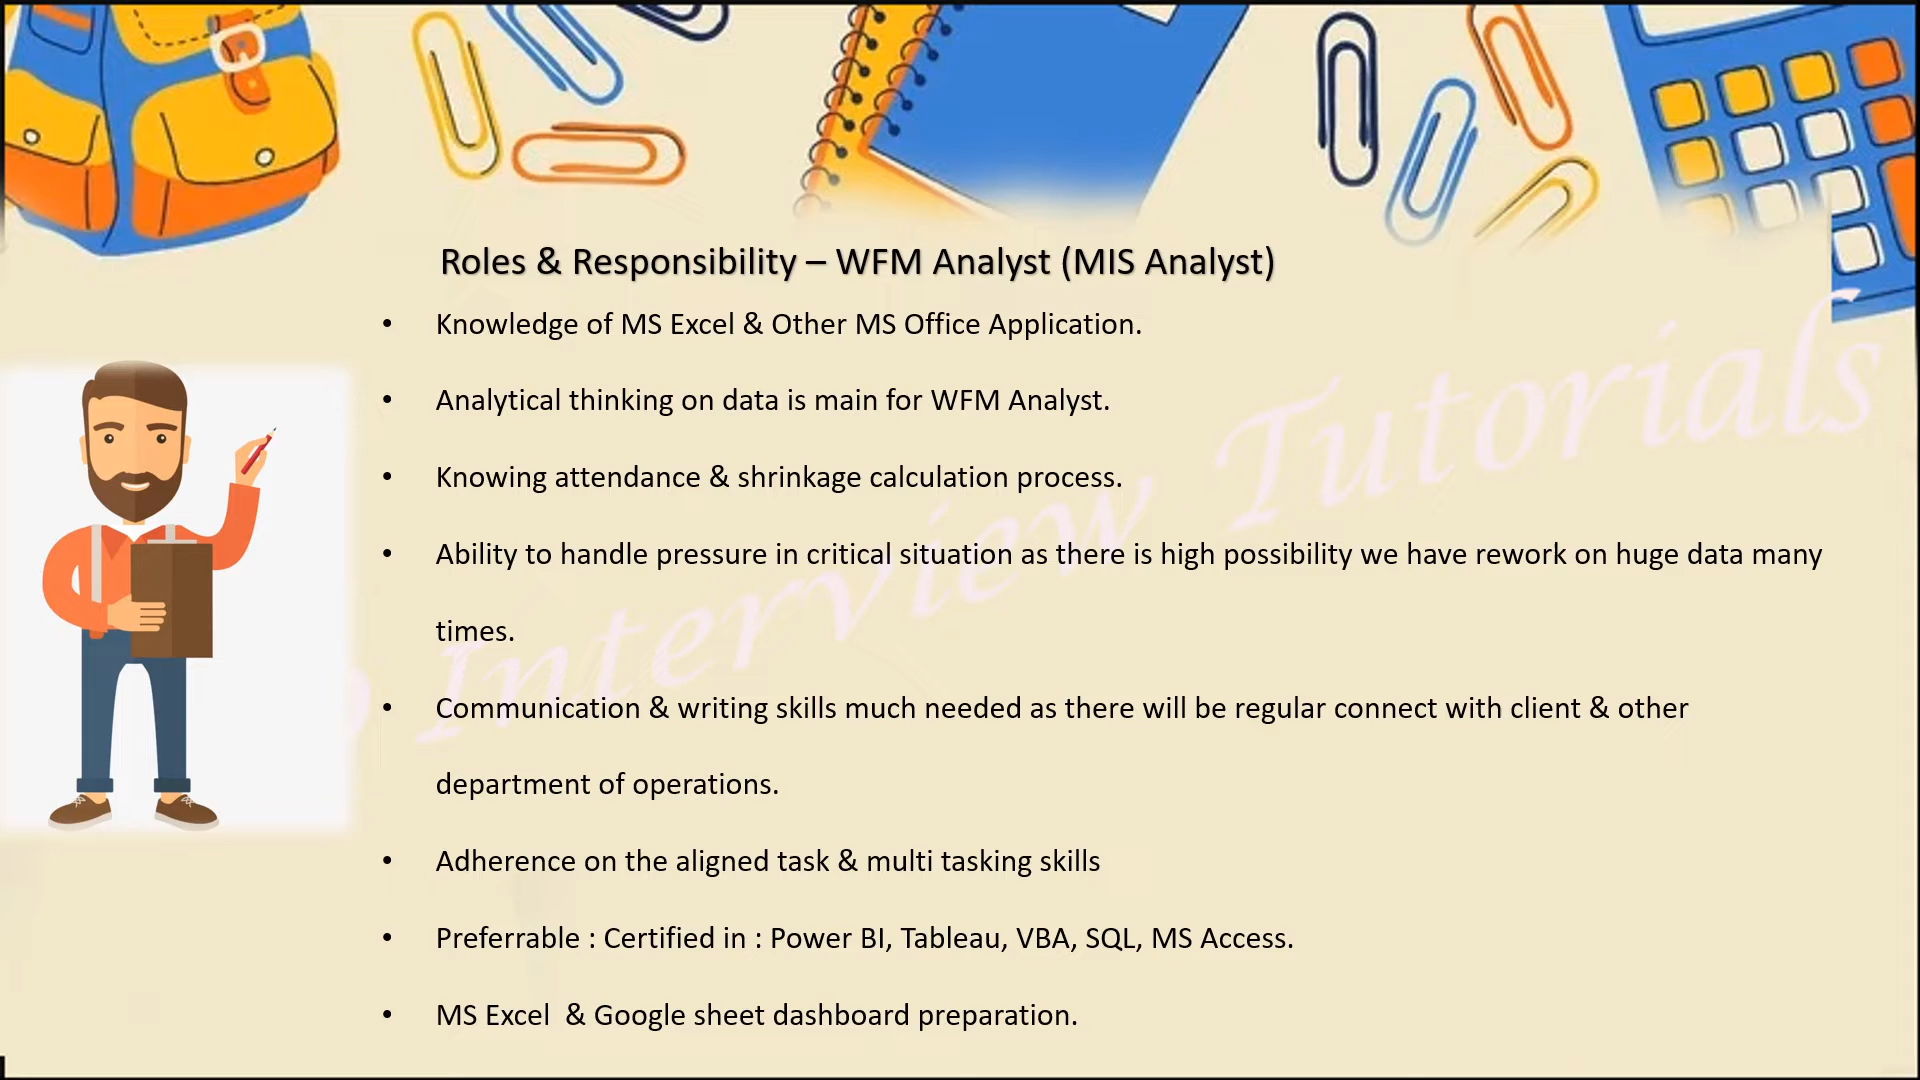 Roles & Responsibility – WFM Analyst (MIS Analyst)
• Knowledge of MS Excel & Other MS Office Application.
• Analytical thinking on data is main for WFM Analyst.
• Knowing attendance & shrinkage calculation process.
• Ability to handle pressure in critical situation as there is high possibility we have rework on huge data many
times.
• Communication & writing skills much needed as there will be regular connect with client & other
department of operations.
• Adherence on the aligned task & multi tasking skills
• Preferrable : Certified in : Power BI, Tableau, VBA, SQL, MS Access.
• MS Excel  & Google sheet dashboard preparation.
Interview Tutorials